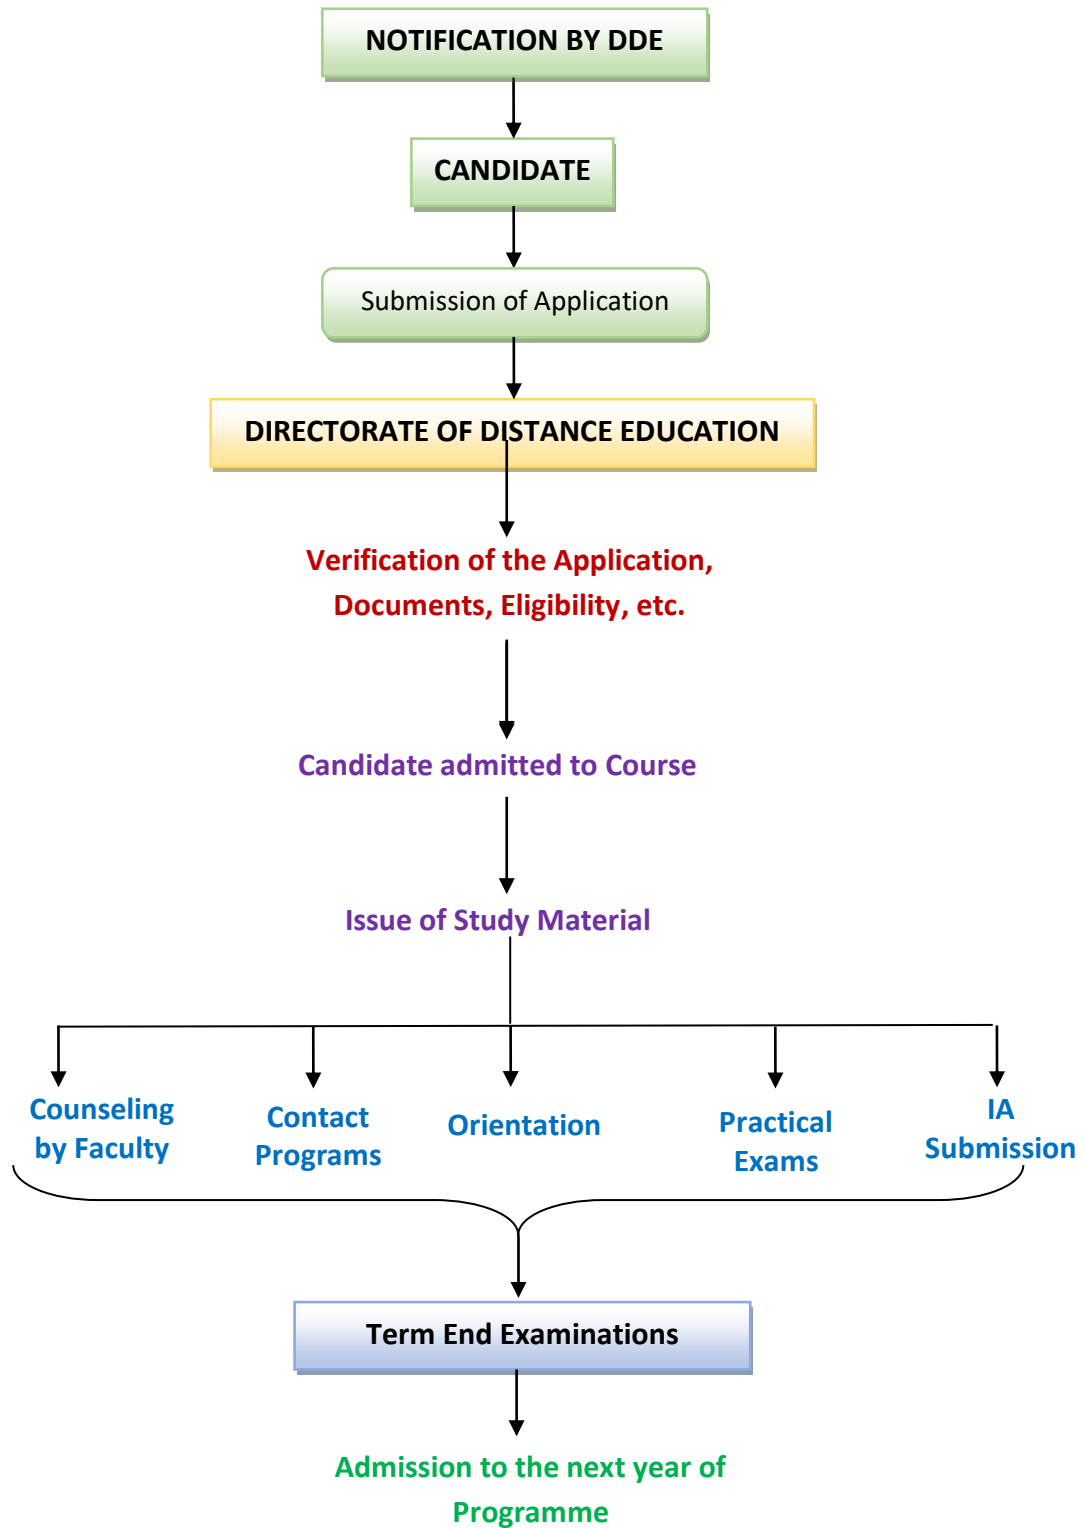 NOTIFICATION BY DDE
CANDIDATE
Submission of Application
DIRECTORATE OF DISTANCE EDUCATION
Verification of the Application,
Documents, Eligibility, etc.
Candidate admitted to Course
Issue of Study Material
Counseling
by Faculty
Contact
Programs
Orientation
Practical
Exams
IA
Submission
Term End Examinations
Admission to the next year of
Programme